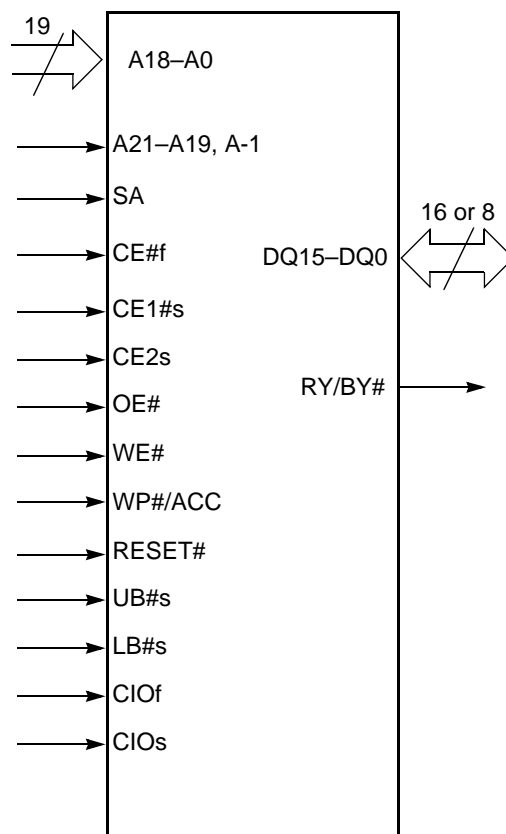 19
A18–A0
A21–A19, A-1
SA
CE#f
CE1#s
CE2s
OE#
WE#
WP#/ACC
RESET#
UB#s
LB#s
CIOf
CIOs
16 or 8
DQ15–DQ0
RY/BY#